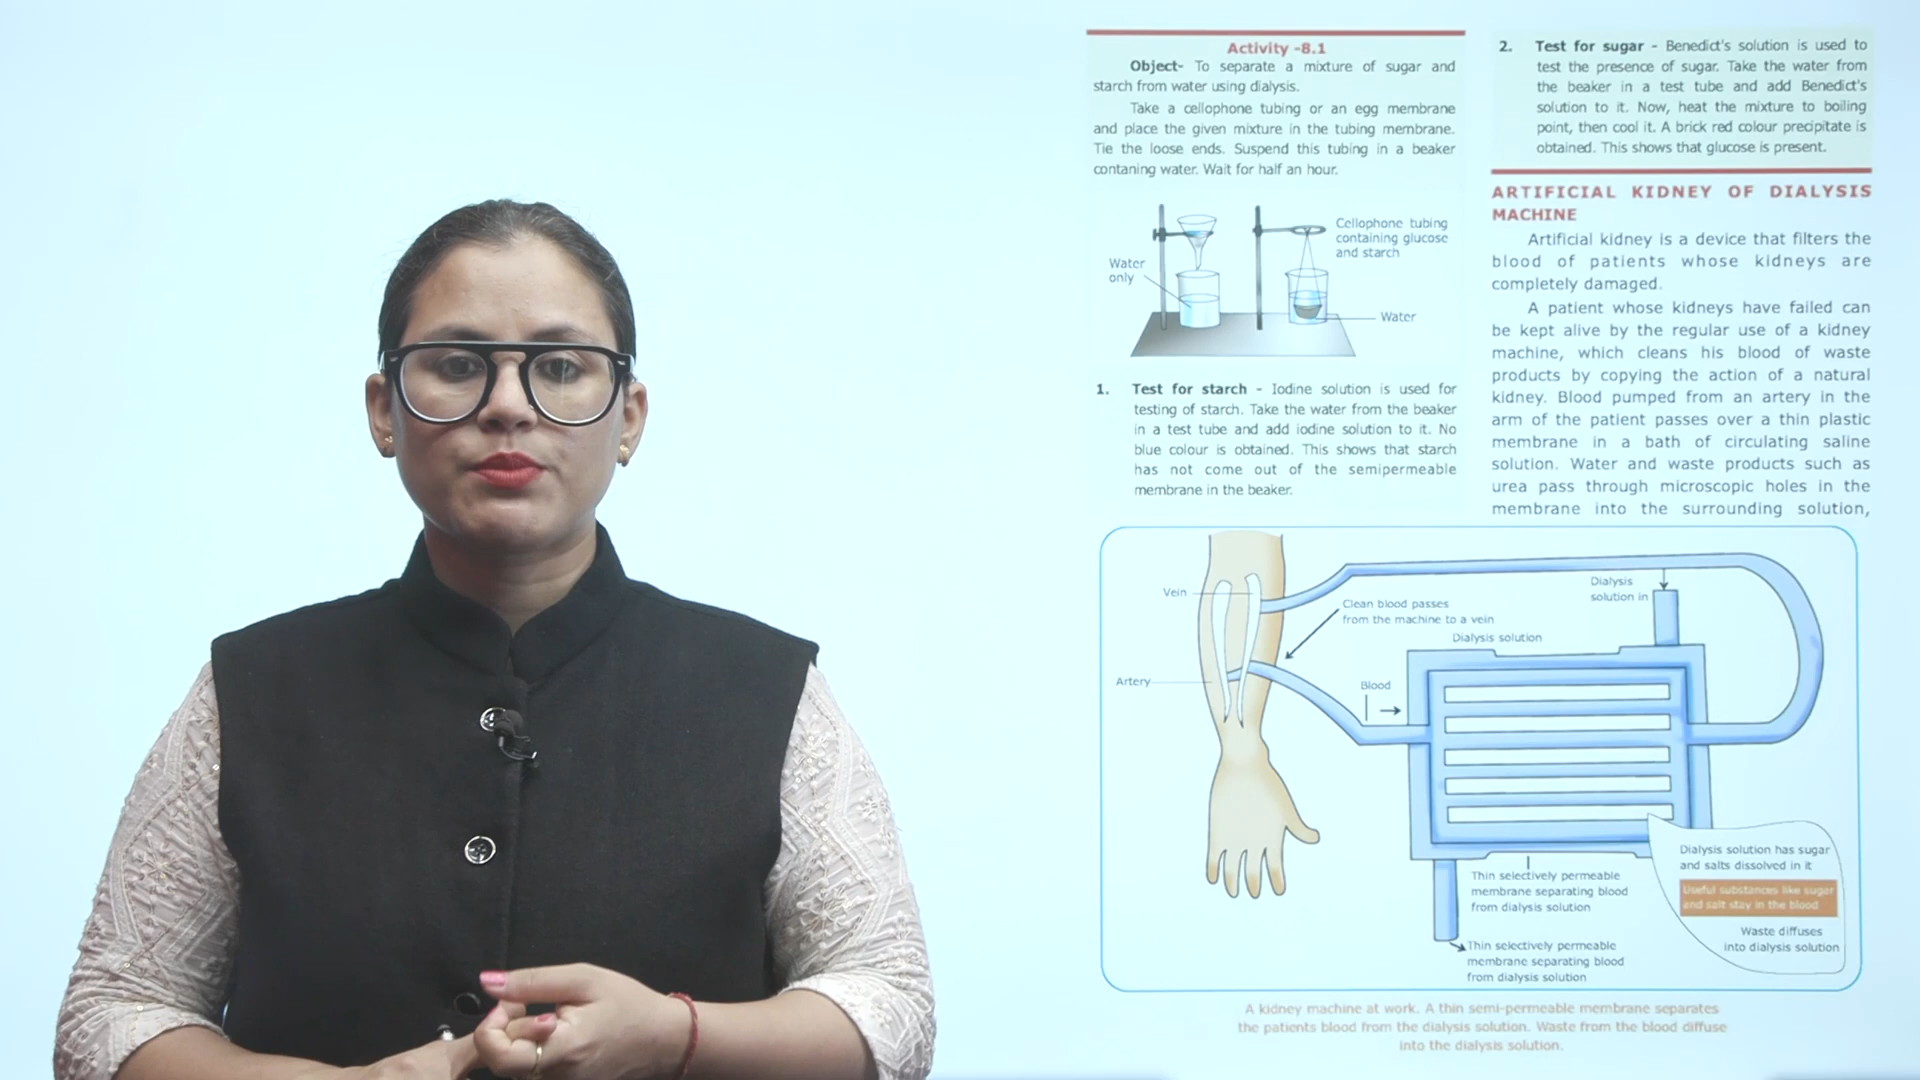 Activity -8.1
Object- To separate a mixture of sugar and
starch from water using dialysis.
Take a cellophone tubing or an egg membrane
and place the given mixture in the tubing membrane.
Tie the loose ends. Suspend this tubing in a beaker
contaning water. Wait for half an hour.
Water
only
Cellophone tubing
containing glucose
and starch
Water
1. Test for starch - Iodine solution is used for
testing of starch. Take the water from the beaker
in a test tube and add iodine solution to it. No
blue colour is obtained. This shows that starch
has not come out of the semipermeable
membrane in the beaker.
2. Test for sugar - Benedict's solution is used to
test the presence of sugar. Take the water from
the beaker in a test tube and add Benedict's
solution to it. Now, heat the mixture to boiling
point, then cool it. A brick red colour precipitate is
obtained. This shows that glucose is present.
ARTIFICIAL KIDNEY OF DIALYSIS
MACHINE
Artificial kidney is a device that filters the
blood of patients whose kidneys are
completely damaged.
A patient whose kidneys have failed can
be kept alive by the regular use of a kidney
machine, which cleans his blood of waste
products by copying the action of a natural
kidney. Blood pumped from an artery in the
arm of the patient passes over a thin plastic
membrane in a bath of circulating saline
solution. Water and waste products such as
urea pass through microscopic holes in the
membrane into the surrounding solution,
Vein
Artery
Clean blood passes
from the machine to a vein
Blood
Dialysis
solution in
Dialysis solution
Thin selectively permeable
membrane separating blood
from dialysis solution
Thin selectively permeable
membrane separating blood
from dialysis solution
Dialysis solution has sugar
and salts dissolved in it
Useful substances like sugar
and salt stay in the blood
Waste diffuses
into dialysis solution
A kidney machine at work. A thin semi-permeable membrane separates
the patients blood from the dialysis solution. Waste from the blood diffuse
into the dialysis solution.